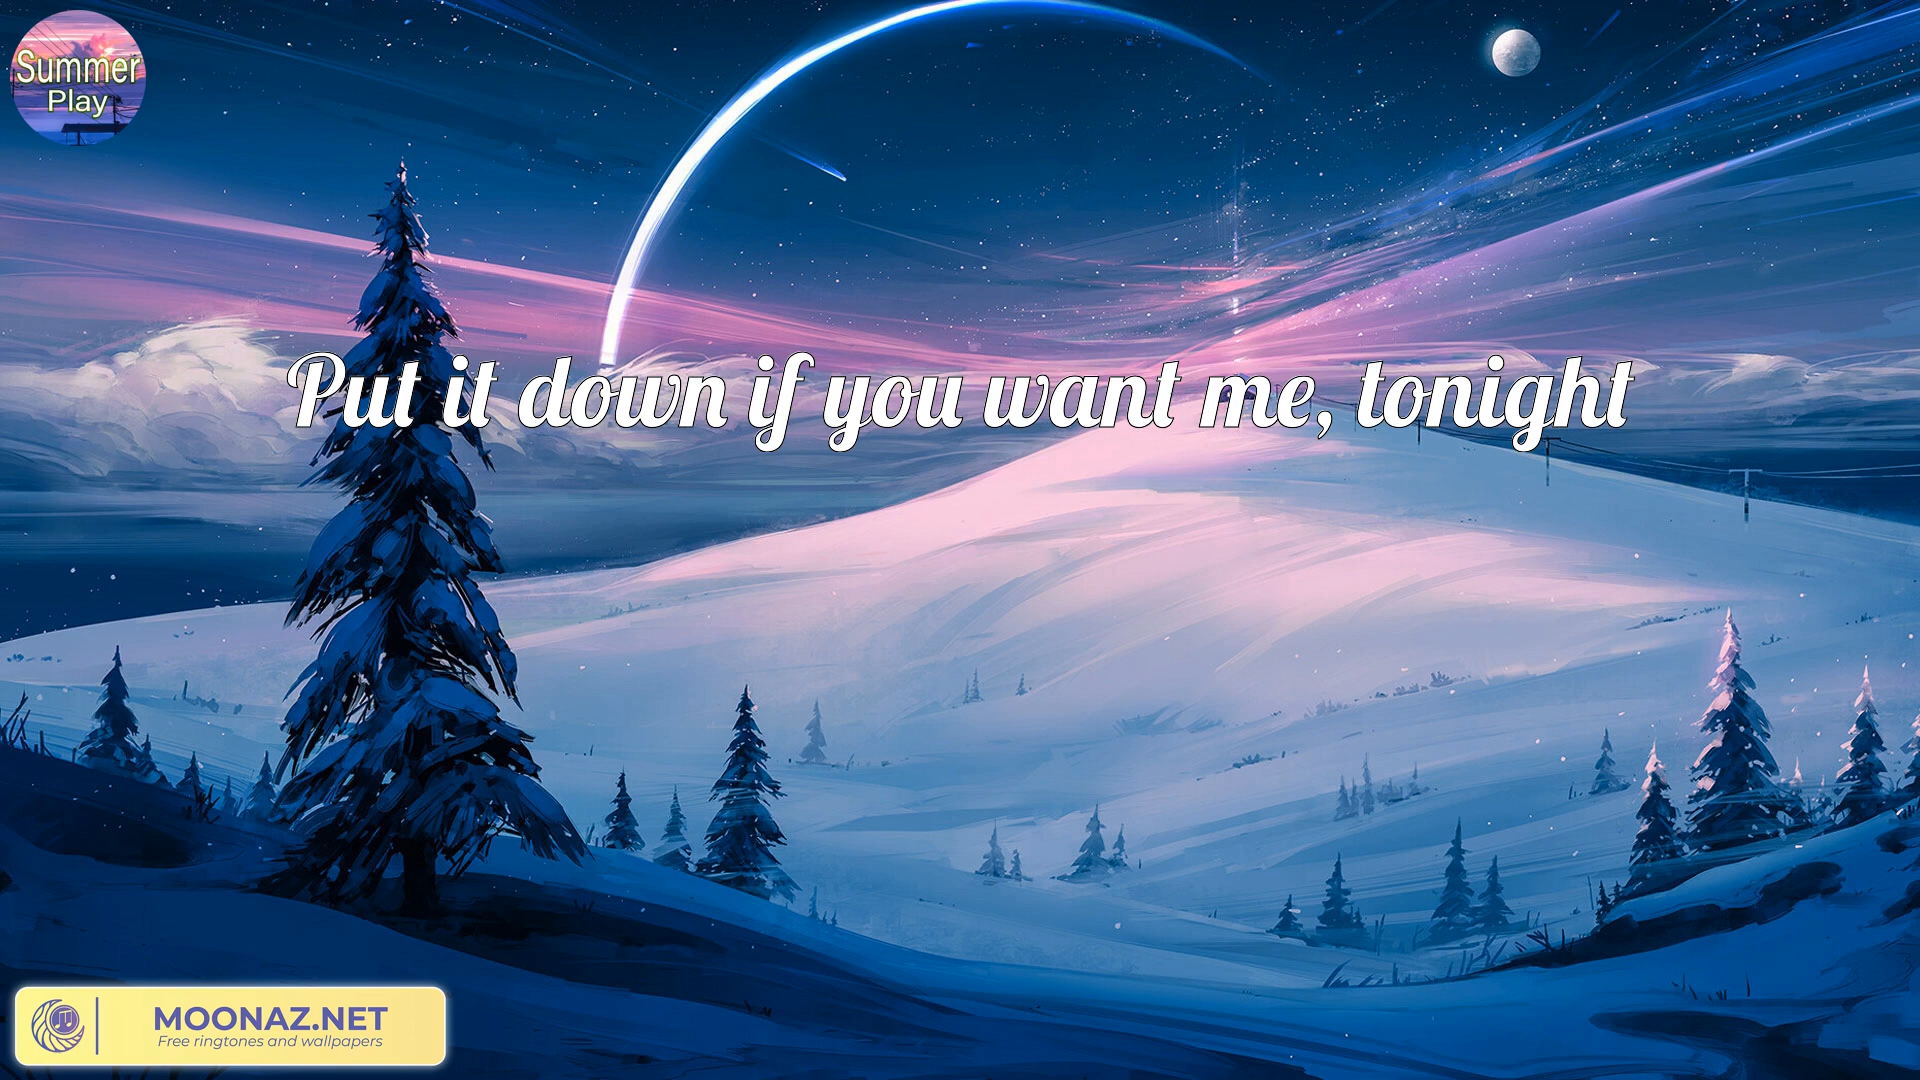 Summer
Play
Put it down if you want me, tonight
MOONAZ.NET
Free ringtones and wallpapers